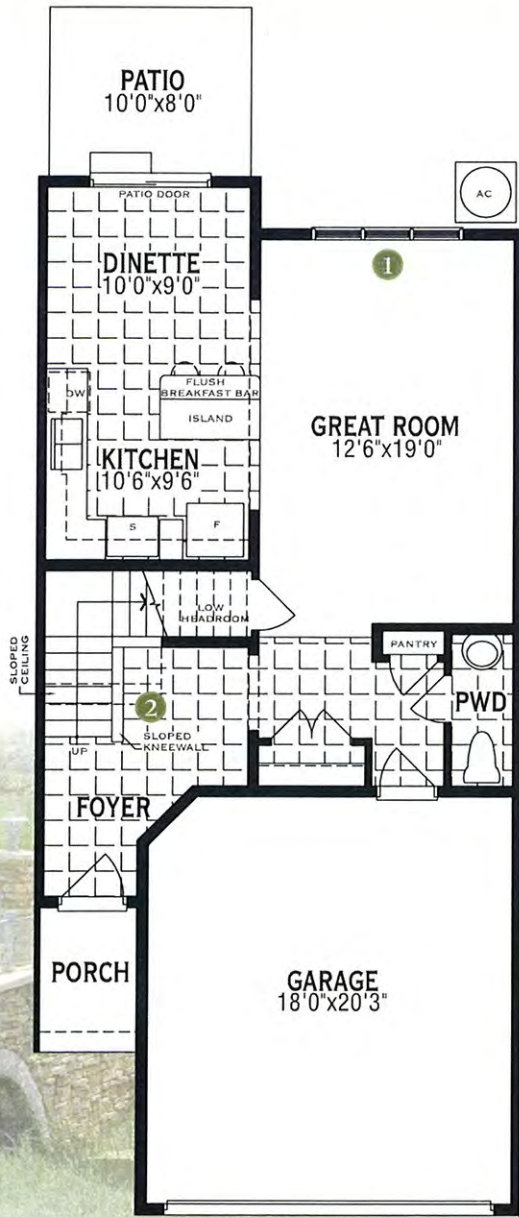 PATIO
10'0"x8'0"
PATIO DOOR
AC
1
DINETTE
10'0"x9'0"
FLUSH
BREAKFAST BAR
DW
ISLAND
GREAT ROOM
12'6"x19'0"
KITCHEN
10'6"x9'6"
S
F
LOW
HEADROOM
SLOPED
CEILING
PANTRY
PWD
2
SLOPED
KNEEWALL
UP
FOYER
PORCH
GARAGE
18'0"x20'3"